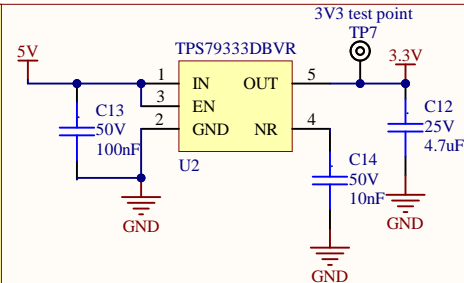 3V3 test point
TP7
5V
TPS79333DBVR
3.3V
1
IN
OUT
5
3
EN
2
GND
NR
4
U2
C13
50V
100nF
C12
25V
4.7uF
C14
50V
10nF
GND
GND
GND